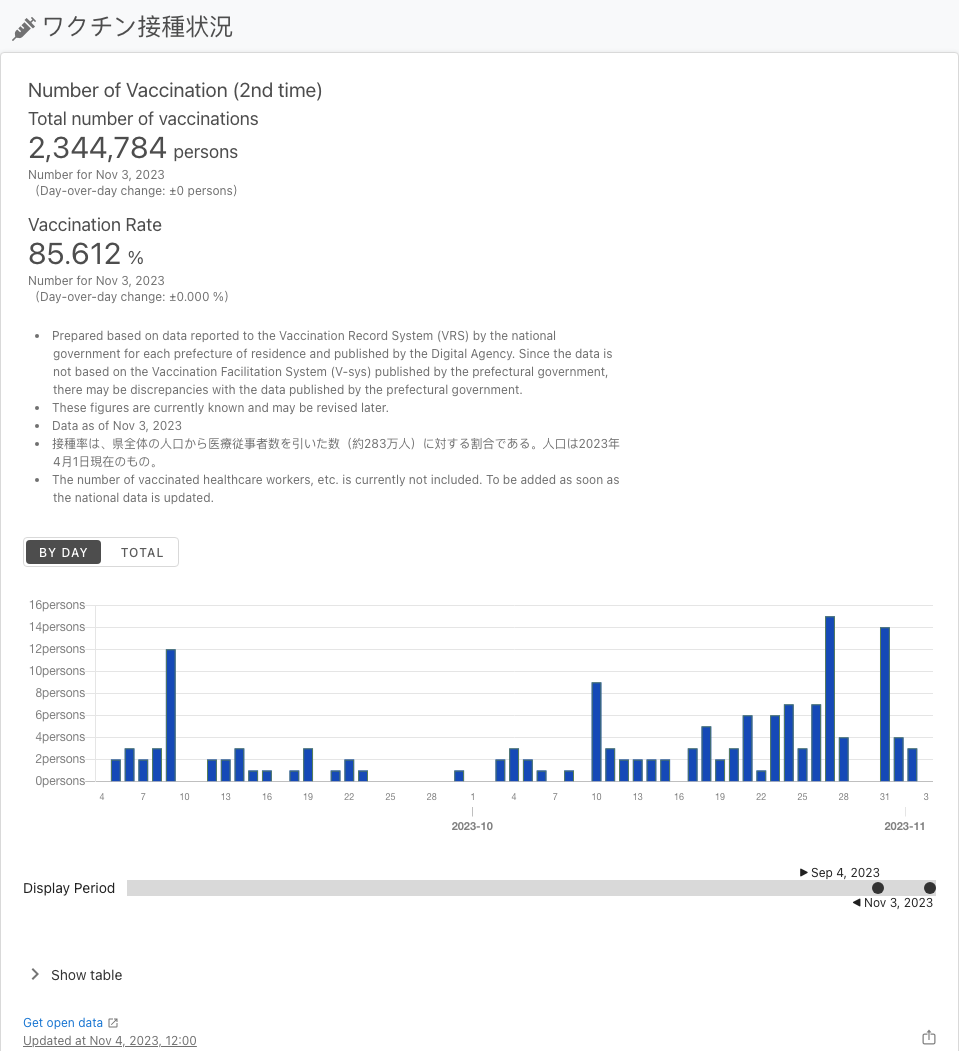 ワクチン接種状況
Number of Vaccination (2nd time)
Total number of vaccinations
2,344,784 persons
Number for Nov 3, 2023
(Day-over-day change: ±0 persons)
Vaccination Rate
85.612 %
Number for Nov 3, 2023
(Day-over-day change: ±0.000 %)
• Prepared based on data reported to the Vaccination Record System (VRS) by the national
government for each prefecture of residence and published by the Digital Agency. Since the data is
not based on the Vaccination Facilitation System (V-sys) published by the prefectural government,
there may be discrepancies with the data published by the prefectural government.
• These figures are currently known and may be revised later.
• Data as of Nov 3, 2023
• 接種率は、県全体の人口から医療従事者数を引いた数（約283万人）に対する割合である。人口は2023年
4月1日現在のもの。
• The number of vaccinated healthcare workers, etc. is currently not included. To be added as soon as
the national data is updated.
BY DAY TOTAL
16persons
14persons
12persons
10persons
8persons
6persons
4persons
2persons
0persons
4 7 10 13 16 19 22 25 28 1 4 7 10 13 16 19 22 25 28 31 3
2023-10 2023-11
▶ Sep 4, 2023
Display Period
◀ Nov 3, 2023
Show table
Get open data
Updated at Nov 4, 2023, 12:00